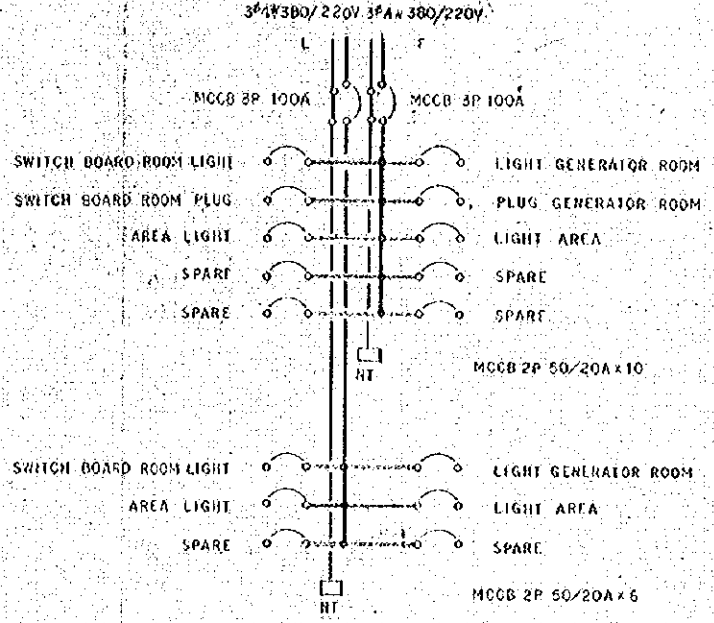 3φ4W380/220V 3φ4W 380/220V
L E
MCCB 3P 100A MCCB 3P 100A
SWITCH BOARD ROOM LIGHT LIGHT GENERATOR ROOM
SWITCH BOARD ROOM PLUG PLUG GENERATOR ROOM
AREA LIGHT LIGHT AREA
SPARE SPARE
SPARE SPARE
NT
MCCB 2P 50/20A×10
SWITCH BOARD ROOM LIGHT LIGHT GENERATOR ROOM
AREA LIGHT LIGHT AREA
SPARE SPARE
NT
MCCB 2P 50/20A×6